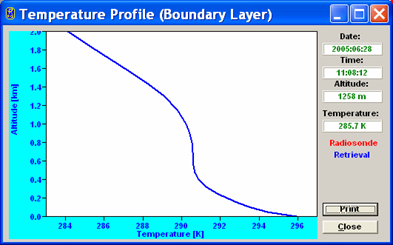 Temperature Profile (Boundary Layer)
Date:
2005:06:28
Time:
11:08:12
Altitude:
1258 m
Temperature:
285.7 K
Radiosonde
Retrieval
Print
Close
Altitude [km]
2.0
1.8
1.6
1.4
1.2
1.0
0.8
0.6
0.4
0.2
0.0
284 286 288 290 292 294 296
Temperature [K]